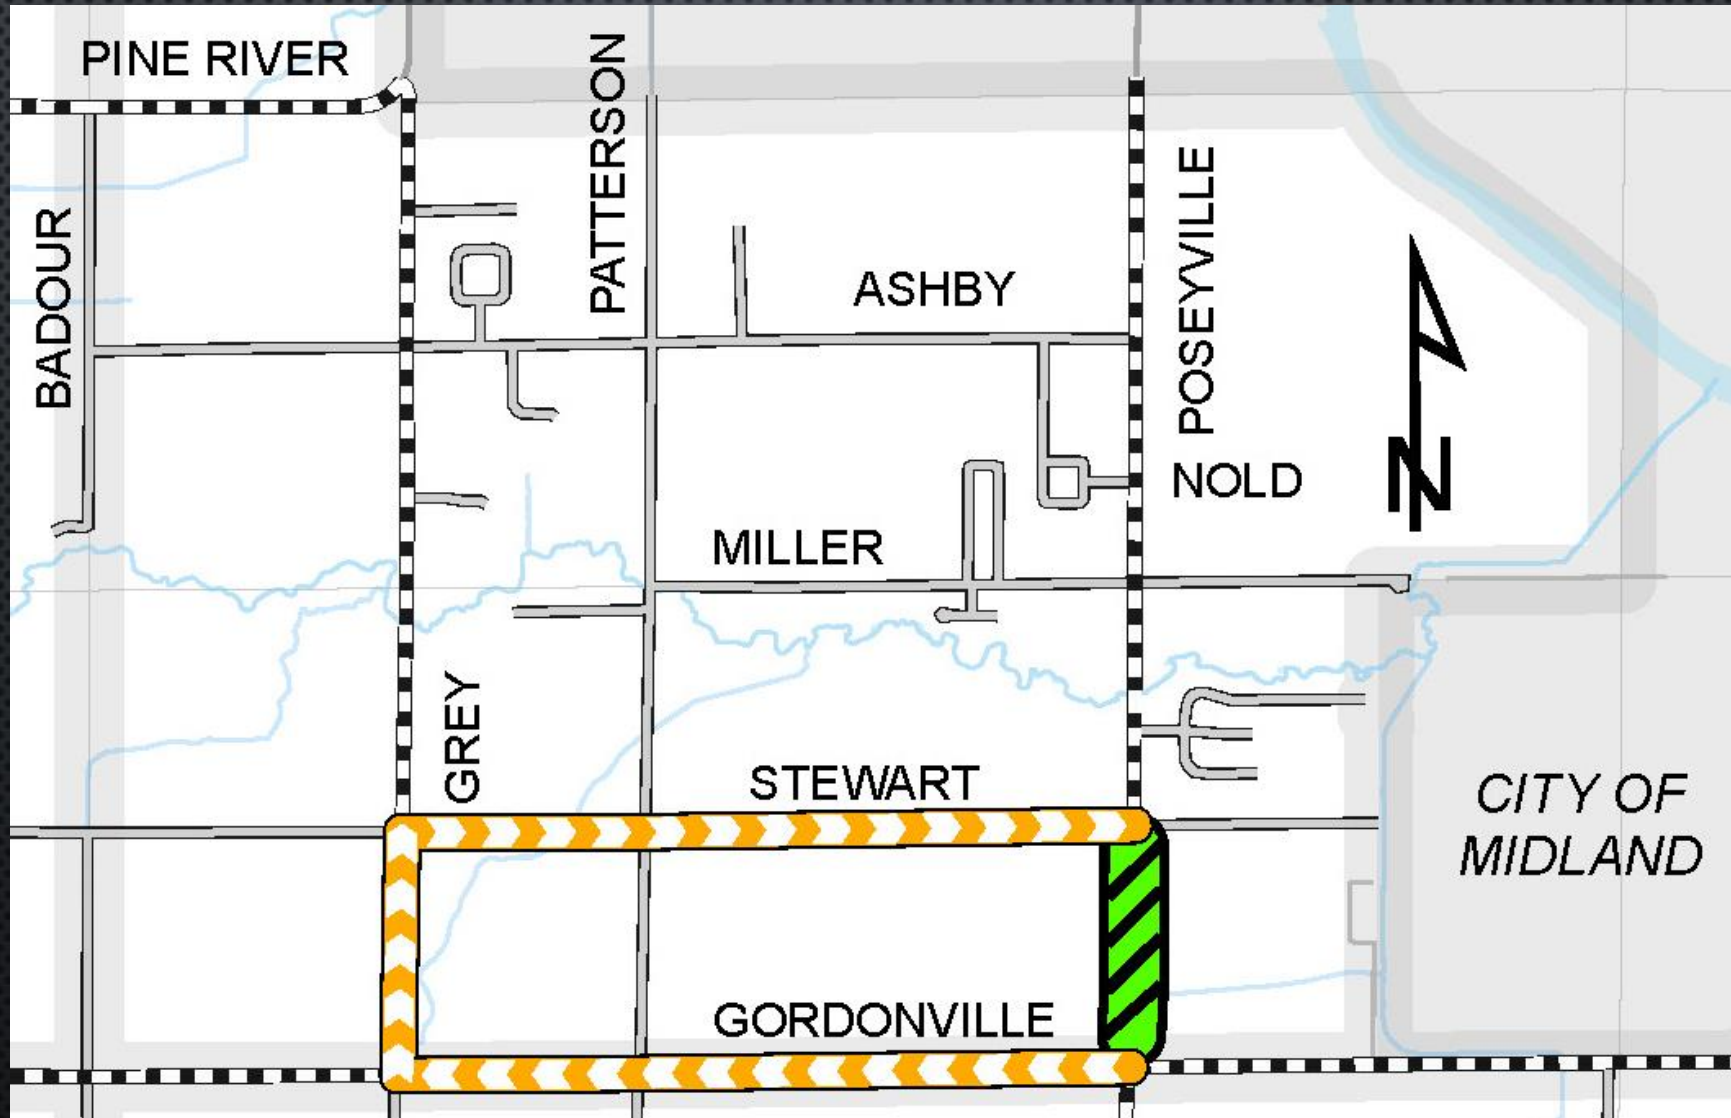 PINE RIVER
PATTERSON
POSEYVILLE
BADOUR
ASHBY
NOLD
N
MILLER
GREY
STEWART
CITY OF
MIDLAND
GORDONVILLE